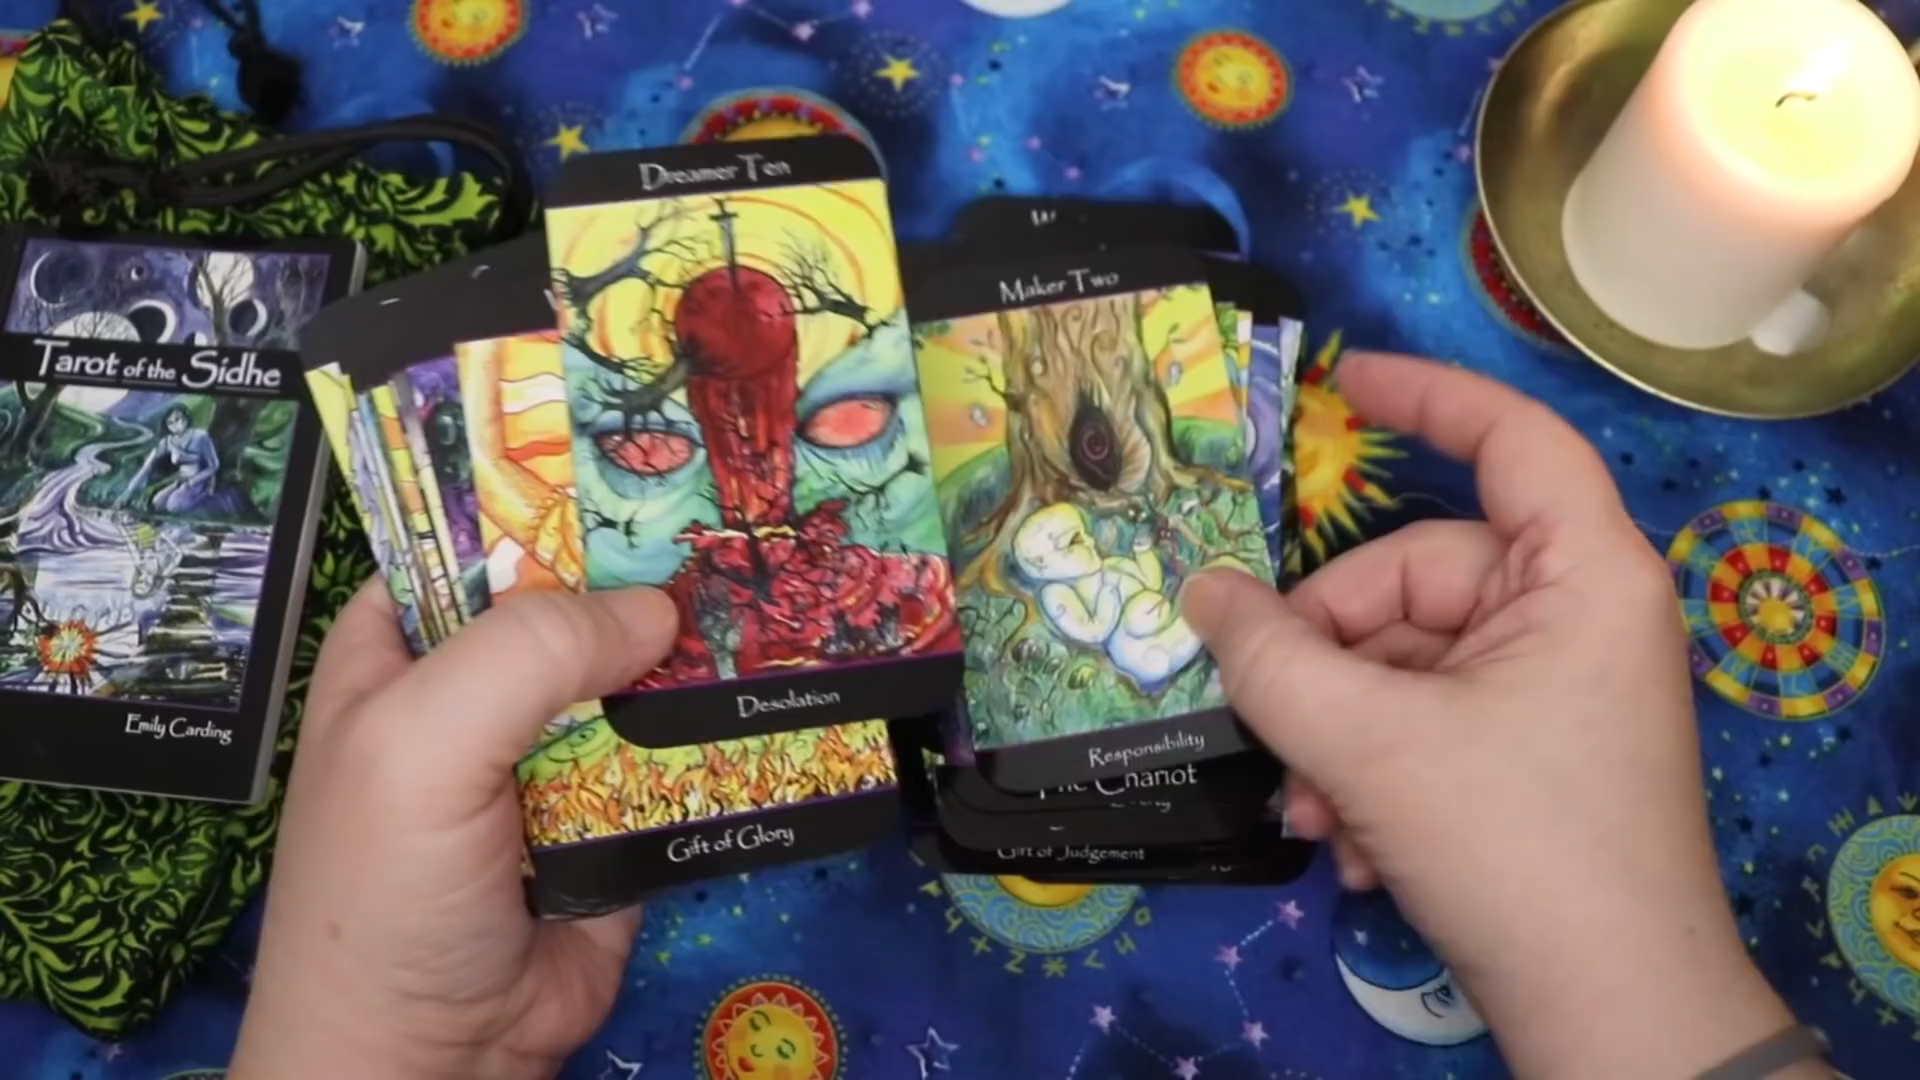 Tarot of the Sidhe
Emily Carding
Dreamer Ten
Desolation
Gift of Glory
Maker Two
Responsibility
Chariot
Gift of Judgement